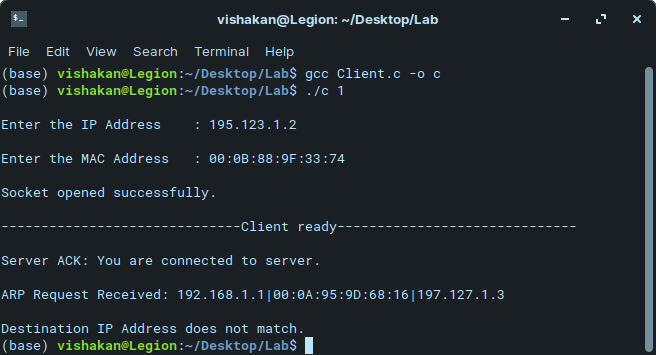 vishakan@Legion: ~/Desktop/Lab
File Edit View Search Terminal Help
(base) vishakan@Legion:~/Desktop/Lab$ gcc Client.c -o c
(base) vishakan@Legion:~/Desktop/Lab$ ./c 1
Enter the IP Address    : 195.123.1.2
Enter the MAC Address   : 00:0B:88:9F:33:74
Socket opened successfully.
------------------------------Client ready------------------------------
Server ACK: You are connected to server.
ARP Request Received: 192.168.1.1|00:0A:95:9D:68:16|197.127.1.3
Destination IP Address does not match.
(base) vishakan@Legion:~/Desktop/Lab$